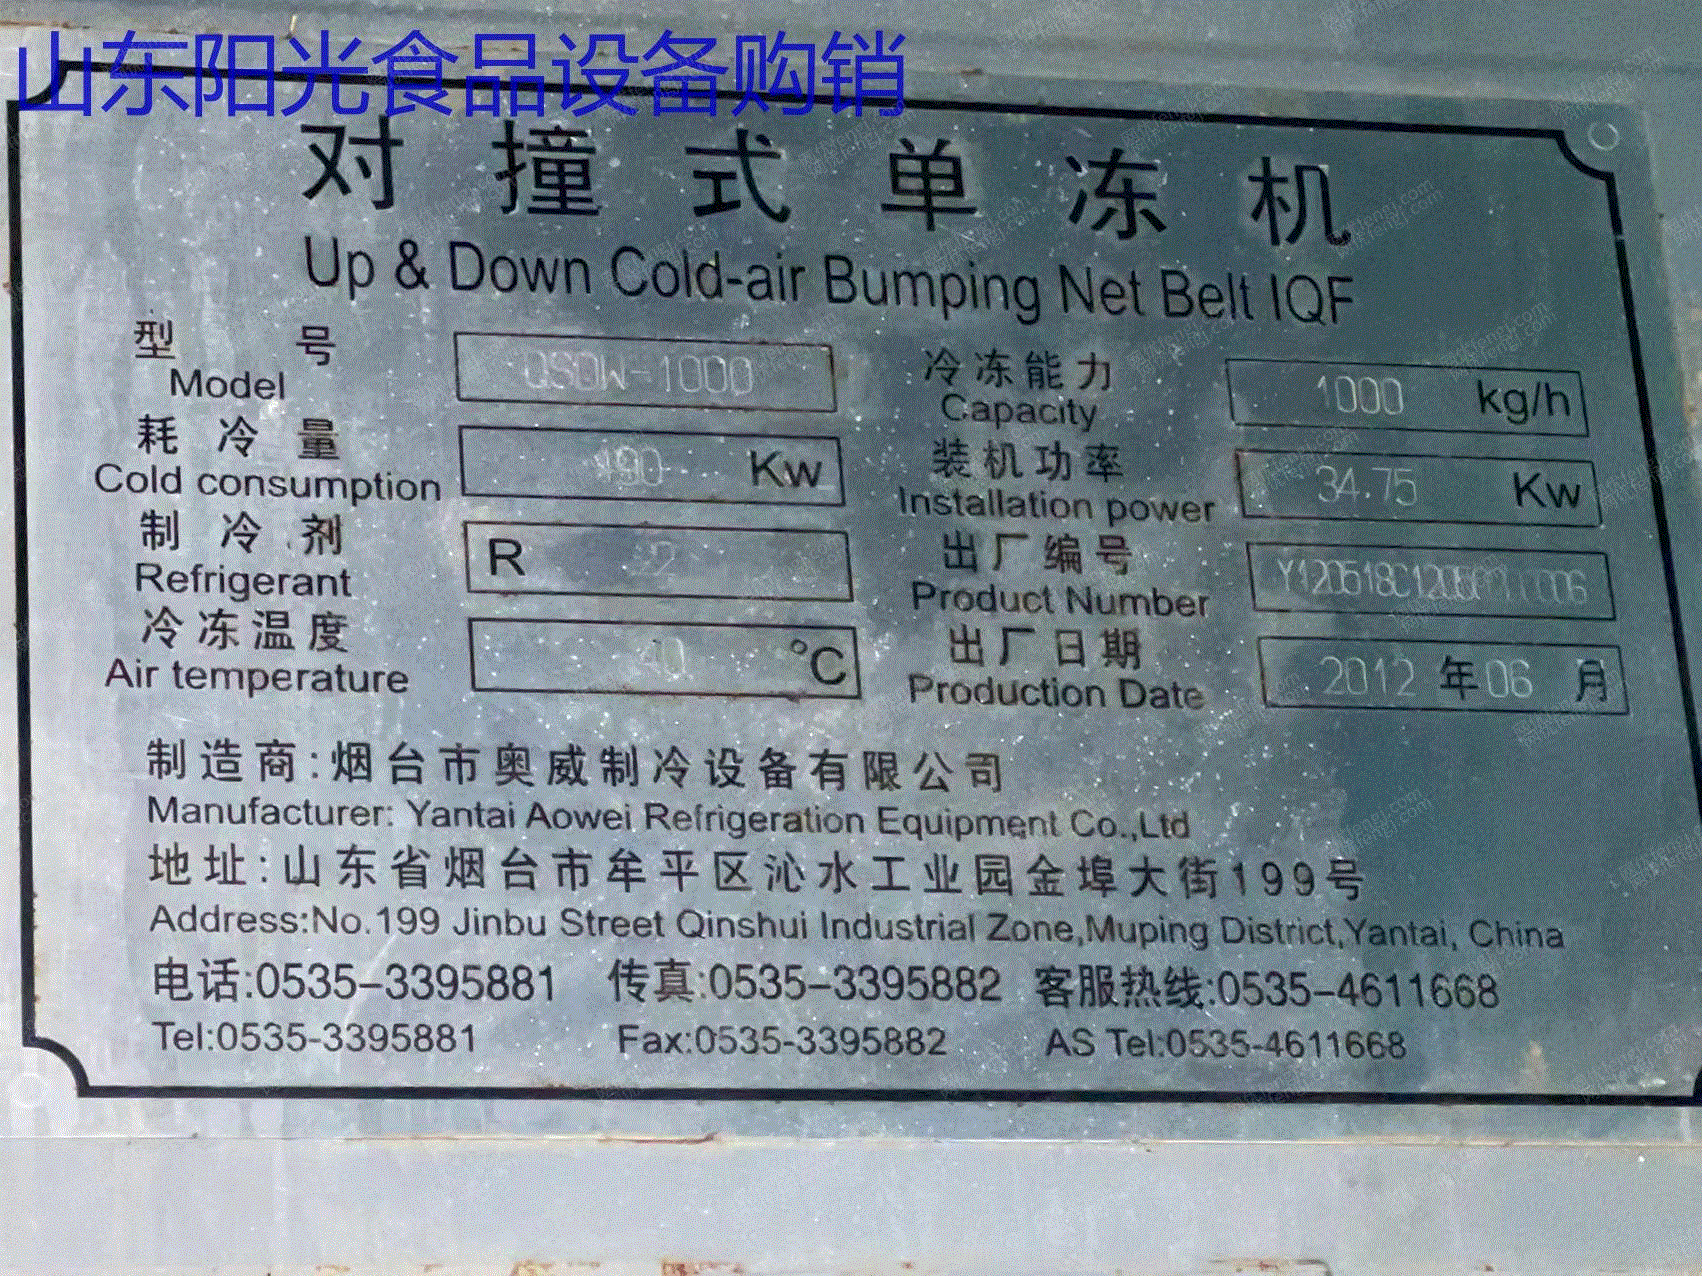 山东阳光食品设备购销
对撞式单冻机
Up & Down Cold-air Bumping Net Belt IQF
型号 QSDW-1000 冷冻能力 1000 kg/h
Model Capacity
耗冷量 190 Kw 装机功率 34.75 Kw
Cold consumption Installation power
制冷剂 R 出厂编号
Refrigerant Product Number
冷冻温度 40 °C 出厂日期 2012 年 06 月
Air temperature Production Date
制造商:烟台市奥威制冷设备有限公司
Manufacturer: Yantai Aowei Refrigeration Equipment Co.,Ltd
地址:山东省烟台市牟平区沁水工业园金埠大街199号
Address:No.199 Jinbu Street Qinshui Industrial Zone,Muping District,Yantai, China
电话:0535-3395881 传真:0535-3395882 客服热线:0535-4611668
Tel:0535-3395881 Fax:0535-3395882 AS Tel:0535-4611668